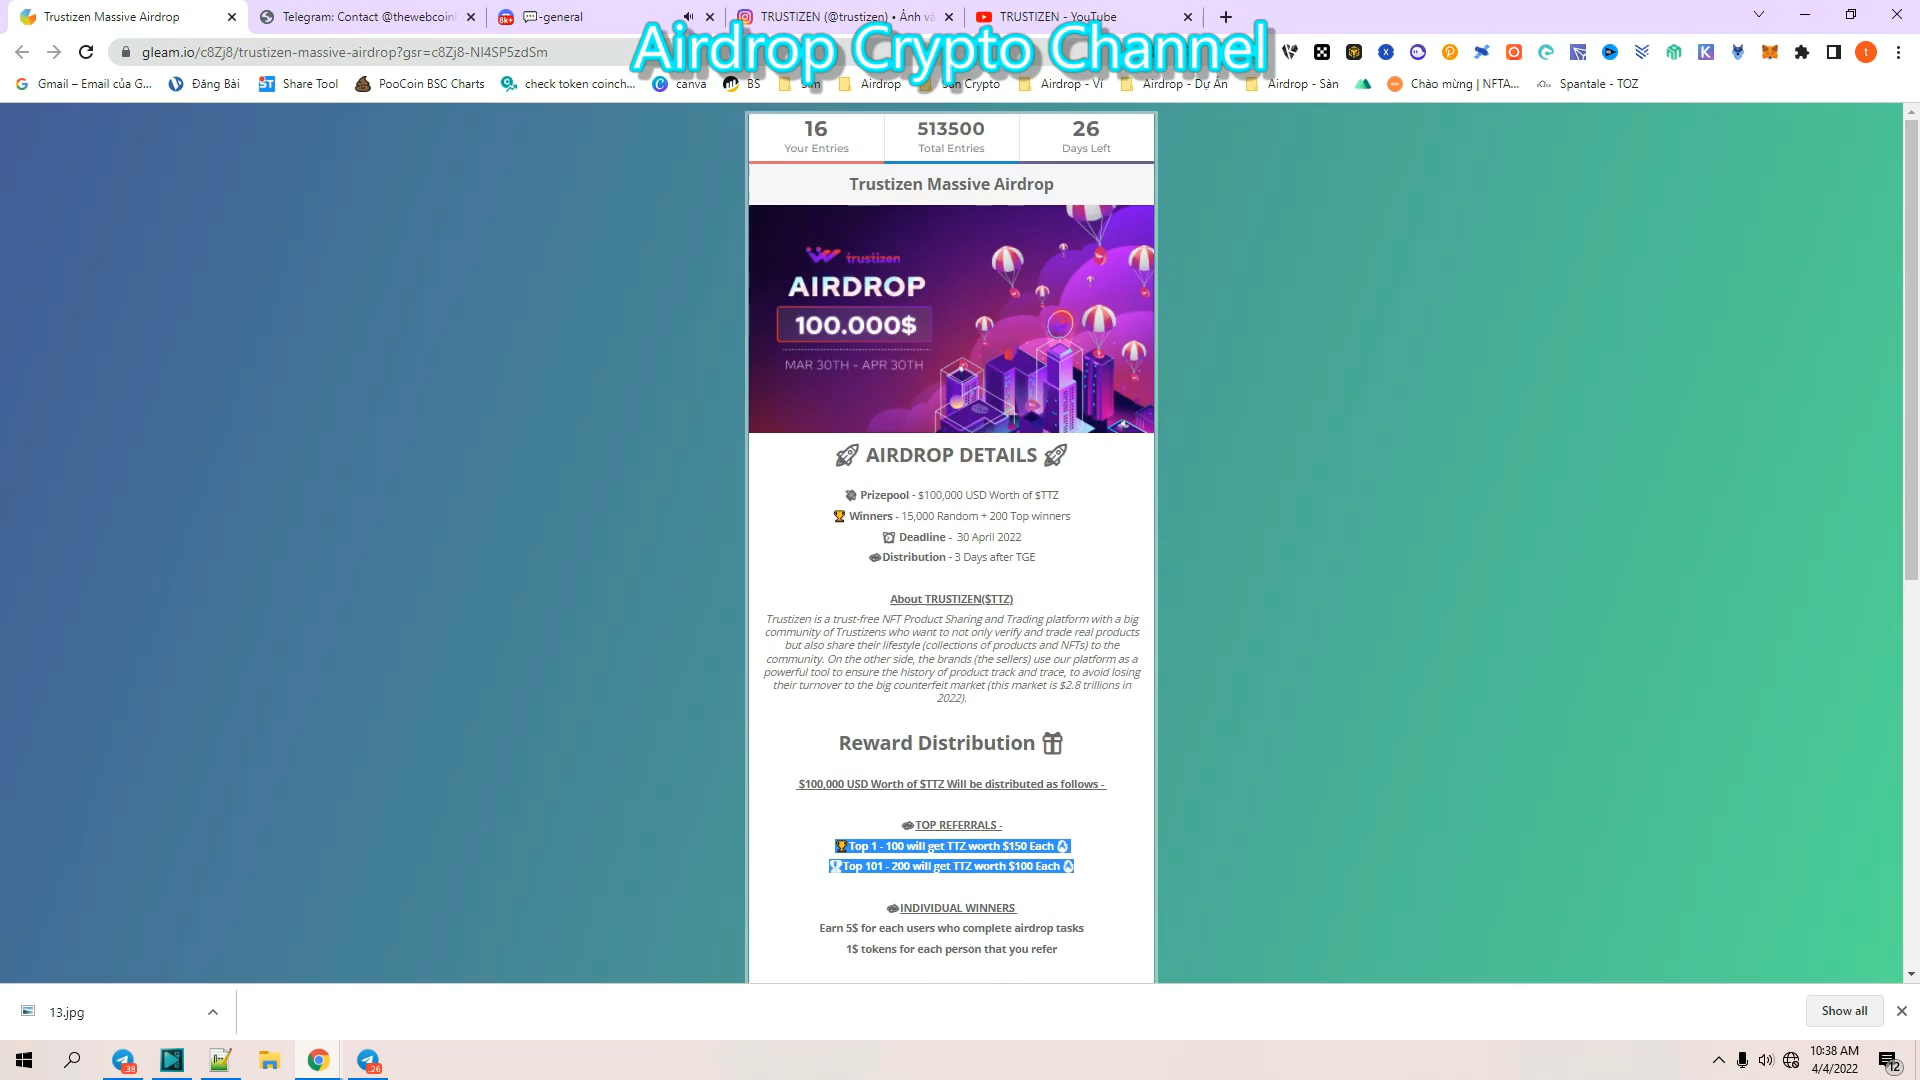 Trustizen Massive Airdrop
Telegram: Contact @thewebcoin
8k+
-general
TRUSTIZEN (@trustizen) • Ảnh và
TRUSTIZEN - YouTube
gleam.io/c8Zj8/trustizen-massive-airdrop?gsr=c8Zj8-NI4SP5zdSm
Airdrop Crypto Channel
Gmail – Email của G...
Đăng Bài
ST
Share Tool
PooCoin BSC Charts
check token coinch...
canva
BS
Sim
Airdrop
Crypto
Airdrop - Ví
Airdrop - Dự Án
Airdrop - Sàn
Chào mừng | NFTA...
Spantale - TOZ
16
Your Entries
513500
Total Entries
26
Days Left
Trustizen Massive Airdrop
trustizen
AIRDROP
100.000$
MAR 30TH - APR 30TH
AIRDROP DETAILS
Prizepool - $100,000 USD Worth of $TTZ
Winners - 15,000 Random + 200 Top winners
Deadline - 30 April 2022
Distribution - 3 Days after TGE
About TRUSTIZEN($TTZ)
Trustizen is a trust-free NFT Product Sharing and Trading platform with a big
community of Trustizens who want to not only verify and trade real products
but also share their lifestyle (collections of products and NFTs) to the
community. On the other side, the brands (the sellers) use our platform as a
powerful tool to ensure the history of product track and trace, to avoid losing
their turnover to the big counterfeit market (this market is $2.8 trillions in
2022).
Reward Distribution
$100,000 USD Worth of $TTZ Will be distributed as follows -
TOP REFERRALS -
Top 1 - 100 will get TTZ worth $150 Each
Top 101 - 200 will get TTZ worth $100 Each
INDIVIDUAL WINNERS
Earn 5$ for each users who complete airdrop tasks
1$ tokens for each person that you refer
13.jpg
Show all
38
26
10:38 AM
4/4/2022
12